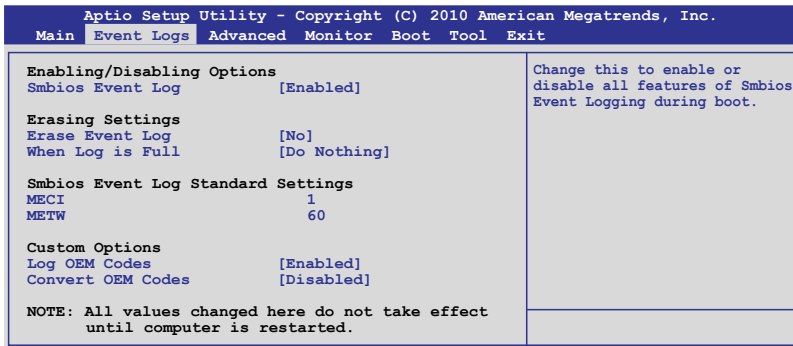 Aptio Setup Utility - Copyright (C) 2010 American Megatrends, Inc.
Main Event Logs Advanced Monitor Boot Tool Exit
Enabling/Disabling Options
Smbios Event Log [Enabled]
Erasing Settings
Erase Event Log [No]
When Log is Full [Do Nothing]
Smbios Event Log Standard Settings
MECI 1
METW 60
Custom Options
Log OEM Codes [Enabled]
Convert OEM Codes [Disabled]
NOTE: All values changed here do not take effect
until computer is restarted.
Change this to enable or
disable all features of Smbios
Event Logging during boot.